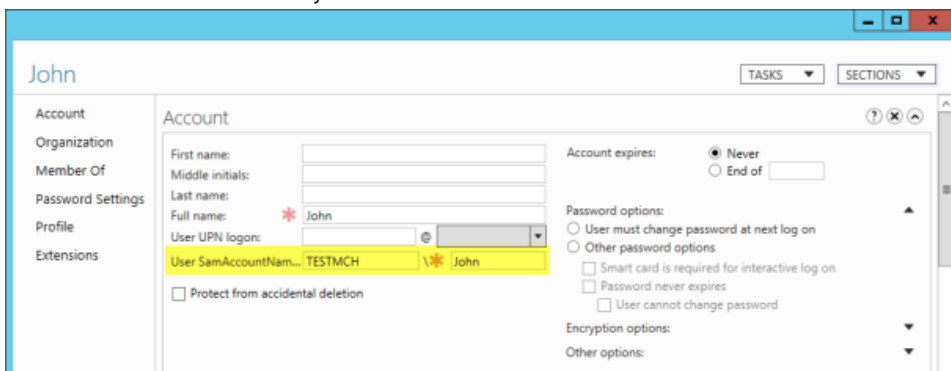 John
TASKS
SECTIONS
Account
Organization
Member Of
Password Settings
Profile
Extensions
Account
First name:
Middle initials:
Last name:
Full name: * John
User UPN logon: @
User SamAccountNam... TESTMCH \* John
Protect from accidental deletion
Account expires:
Never
End of
Password options:
User must change password at next log on
Other password options
Smart card is required for interactive log on
Password never expires
User cannot change password
Encryption options:
Other options: